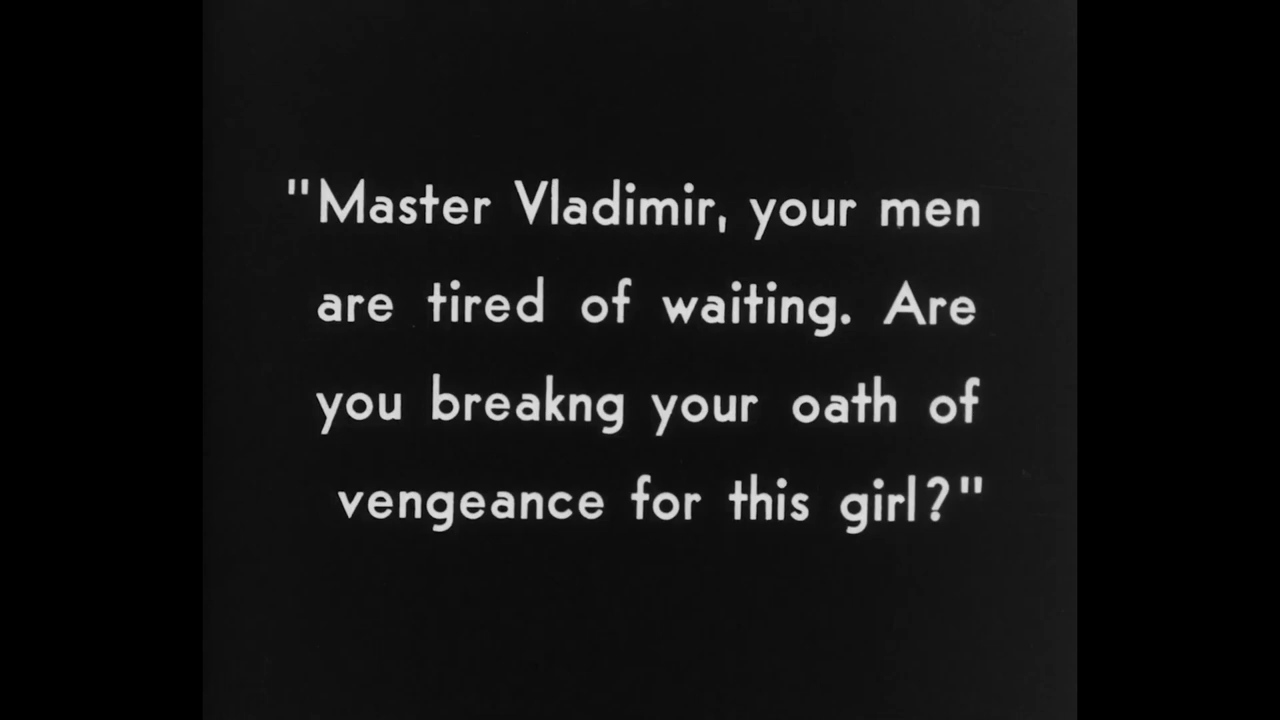 "Master Vladimir, your men
are tired of waiting. Are
you breakng your oath of
vengeance for this girl?"